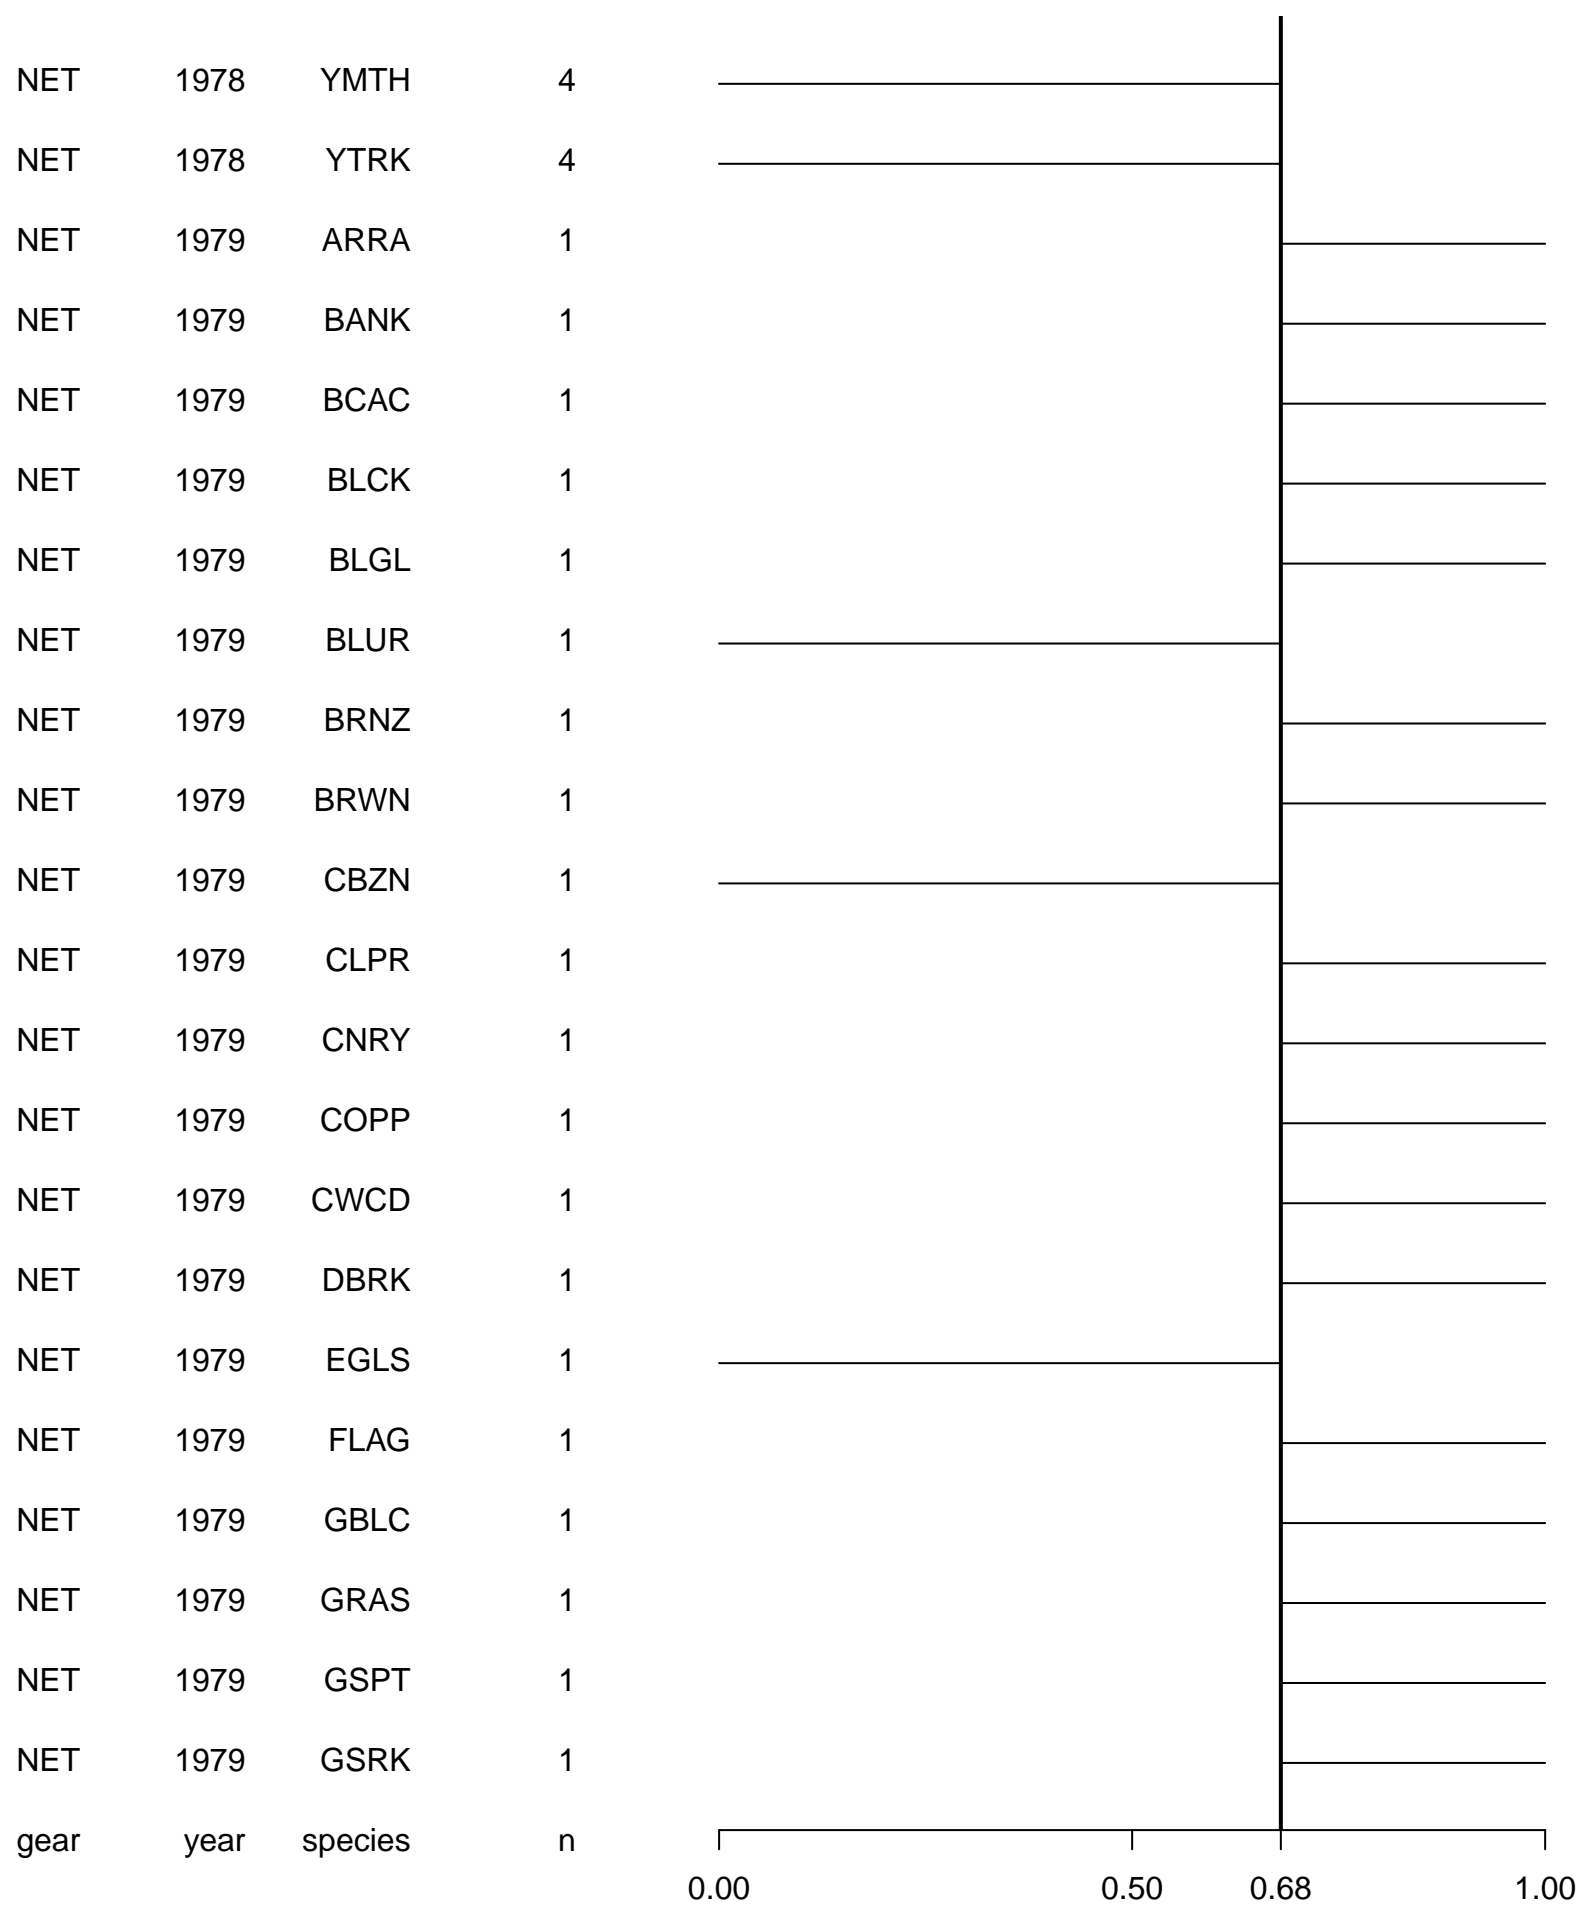 NET 1978 YMTH 4
NET 1978 YTRK 4
NET 1979 ARRA 1
NET 1979 BANK 1
NET 1979 BCAC 1
NET 1979 BLCK 1
NET 1979 BLGL 1
NET 1979 BLUR 1
NET 1979 BRNZ 1
NET 1979 BRWN 1
NET 1979 CBZN 1
NET 1979 CLPR 1
NET 1979 CNRY 1
NET 1979 COPP 1
NET 1979 CWCD 1
NET 1979 DBRK 1
NET 1979 EGLS 1
NET 1979 FLAG 1
NET 1979 GBLC 1
NET 1979 GRAS 1
NET 1979 GSPT 1
NET 1979 GSRK 1
gear year species n
0.00 0.50 0.68 1.00